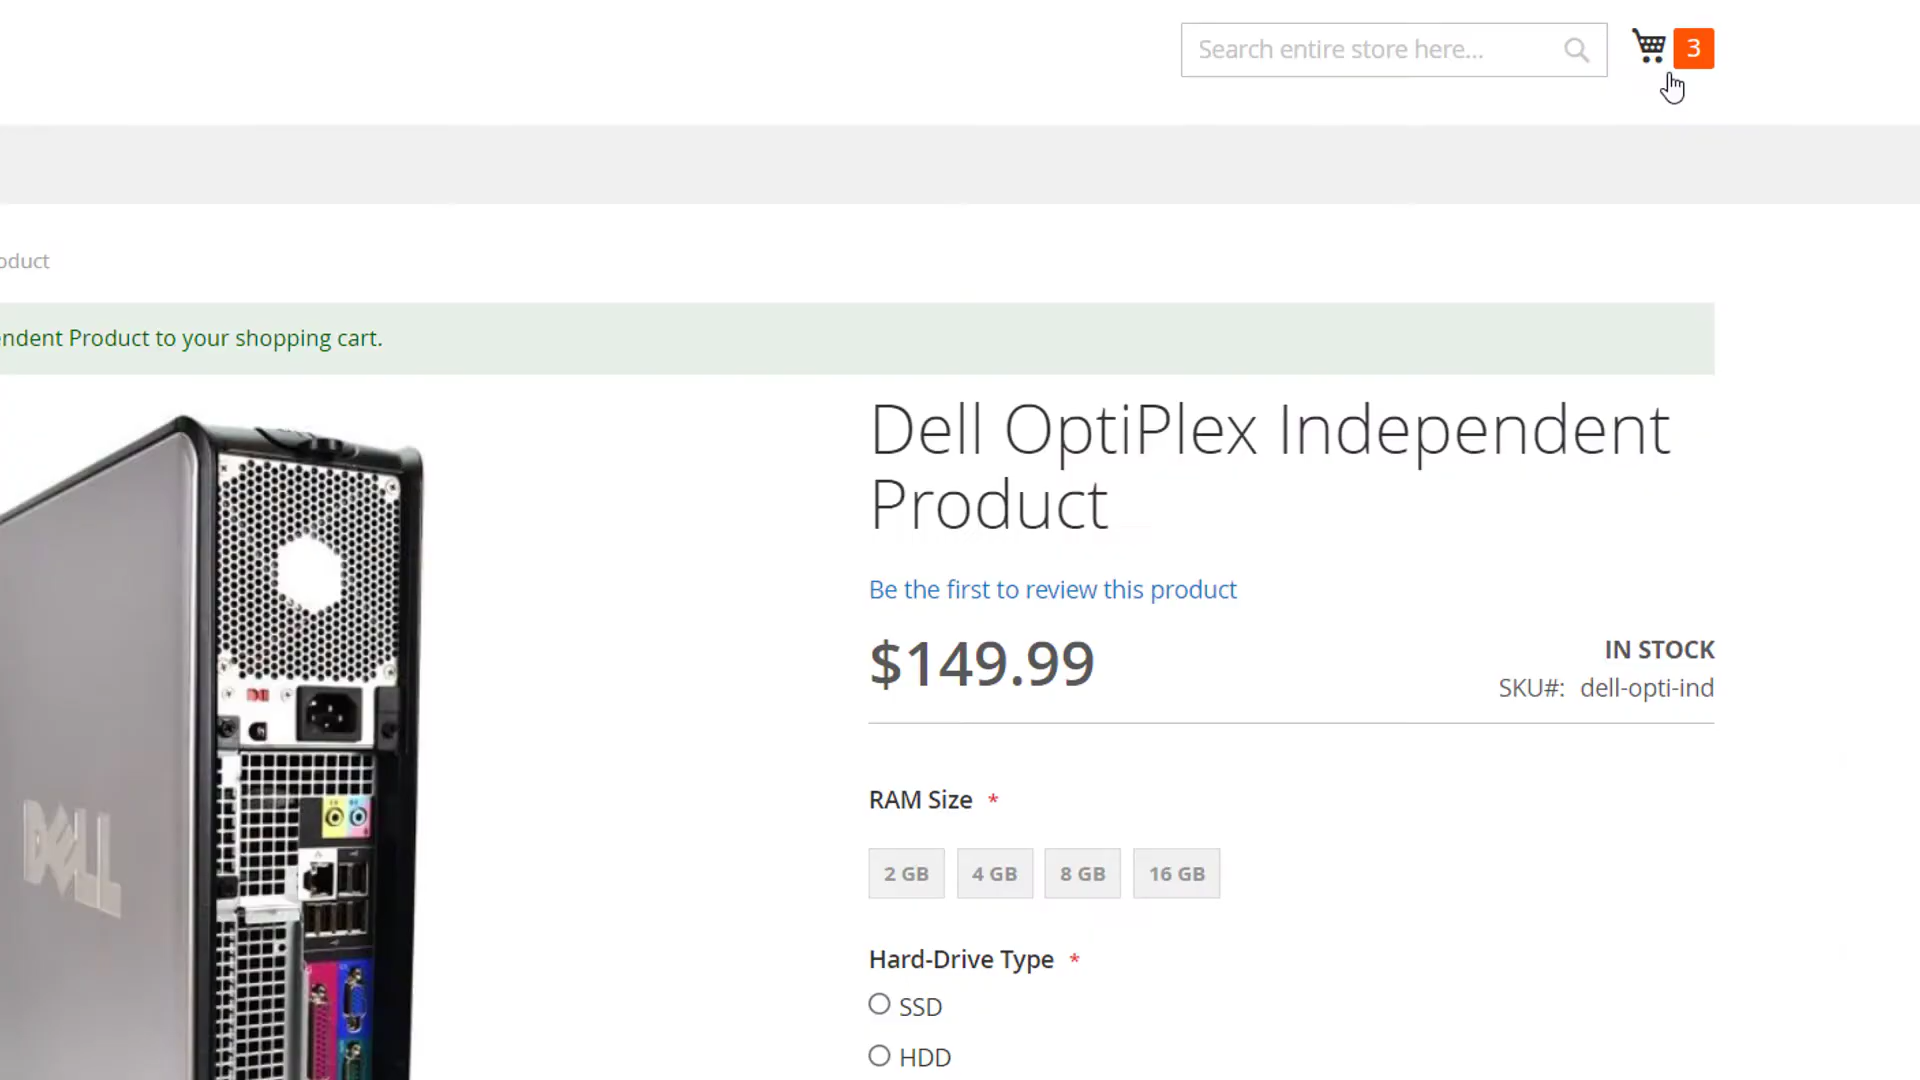 Search entire store here...
3
oduct
endent Product to your shopping cart.
Dell OptiPlex Independent
Product
Be the first to review this product
$149.99
IN STOCK
SKU#: dell-opti-ind
RAM Size *
2 GB
4 GB
8 GB
16 GB
Hard-Drive Type *
SSD
HDD
DELL